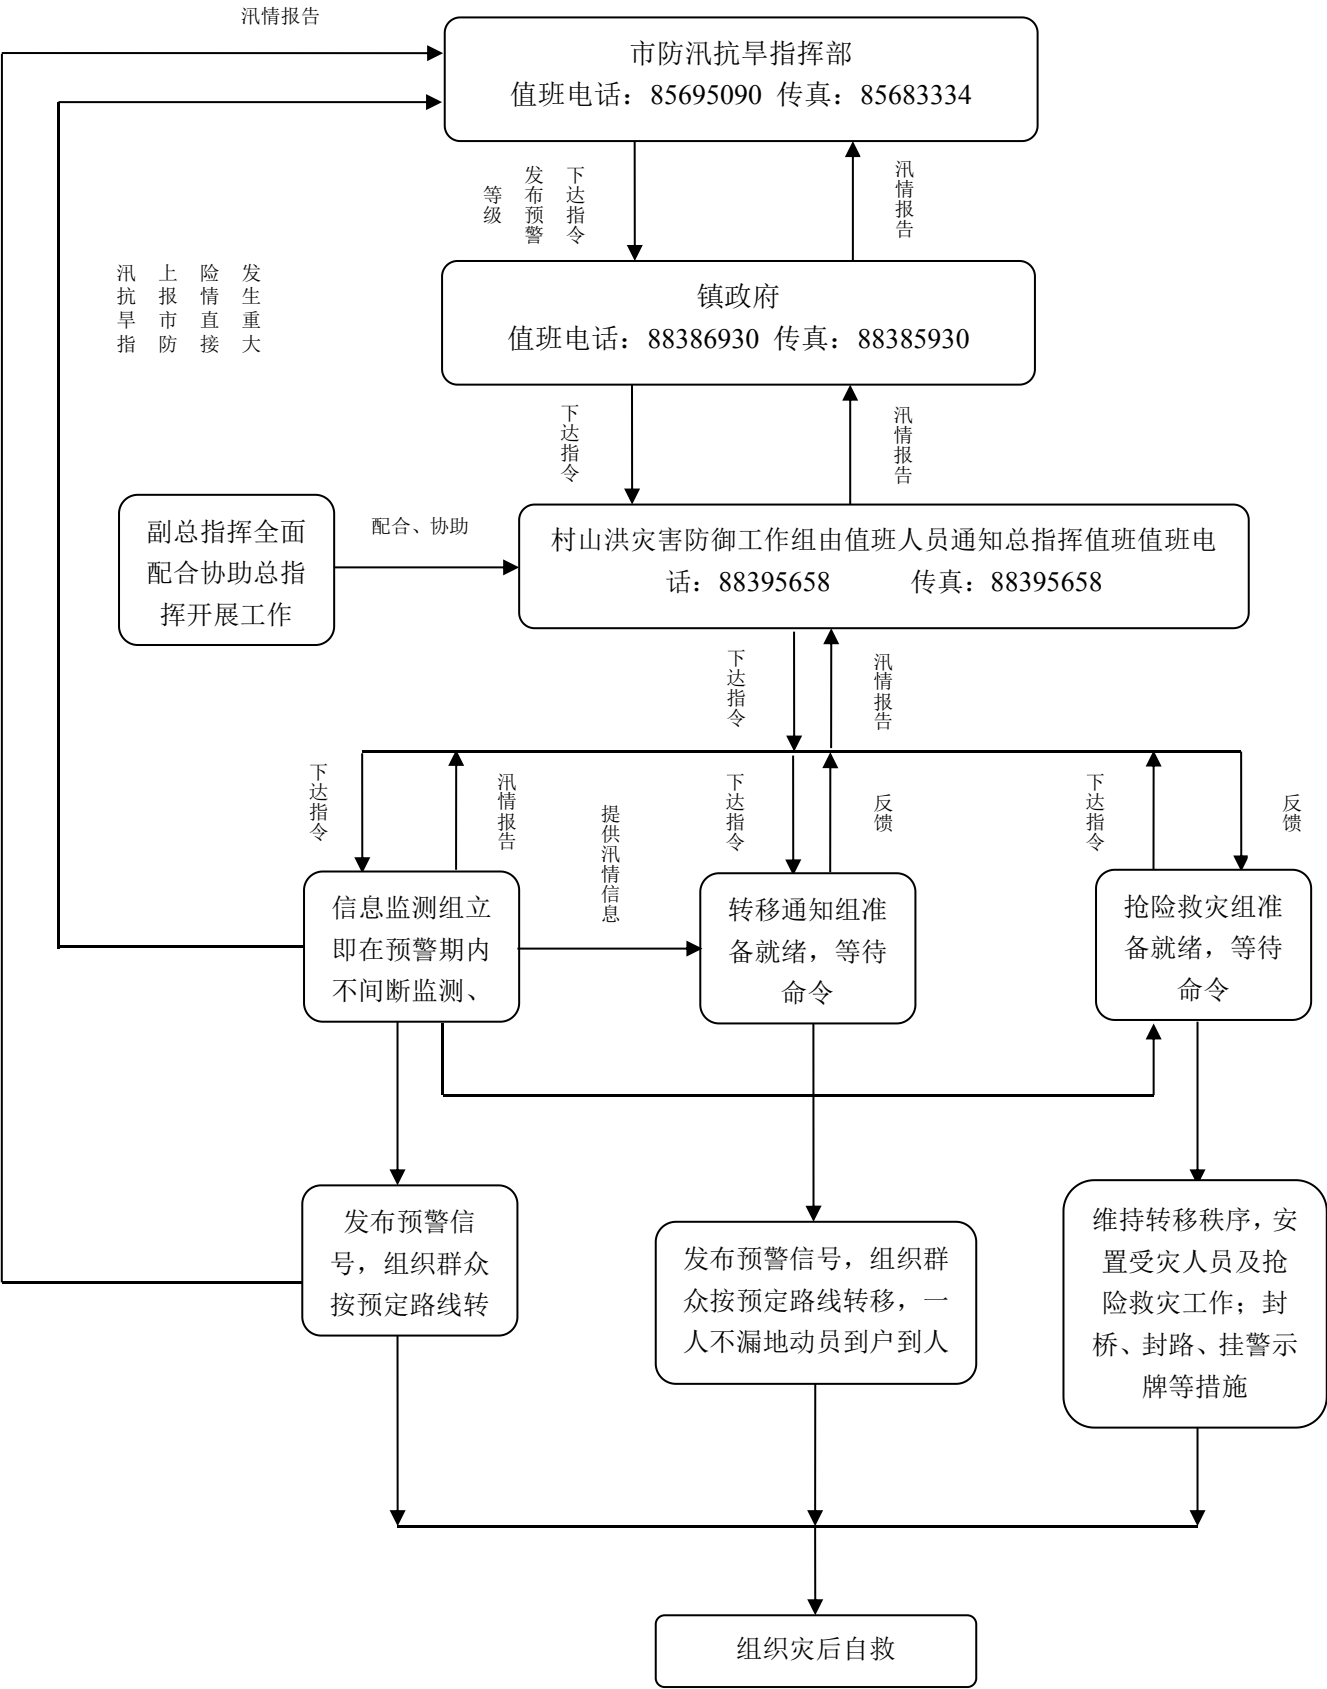 汛情报告
市防汛抗旱指挥部
值班电话：85695090 传真：85683334
下达指令
发布预警
等级
汛情报告
发生重大
险情直接
上报市防
汛抗旱指
镇政府
值班电话：88386930 传真：88385930
下达指令
汛情报告
副总指挥全面
配合协助总指
挥开展工作
配合、协助
村山洪灾害防御工作组由值班人员通知总指挥值班值班电
话：88395658 传真：88395658
下达指令
汛情报告
下达指令
汛情报告
提供汛情信息
下达指令
反馈
下达指令
反馈
信息监测组立
即在预警期内
不间断监测、
转移通知组准
备就绪，等待
命令
抢险救灾组准
备就绪，等待
命令
发布预警信
号，组织群众
按预定路线转
发布预警信号，组织群
众按预定路线转移，一
人不漏地动员到户到人
维持转移秩序，安
置受灾人员及抢
险救灾工作；封
桥、封路、挂警示
牌等措施
组织灾后自救